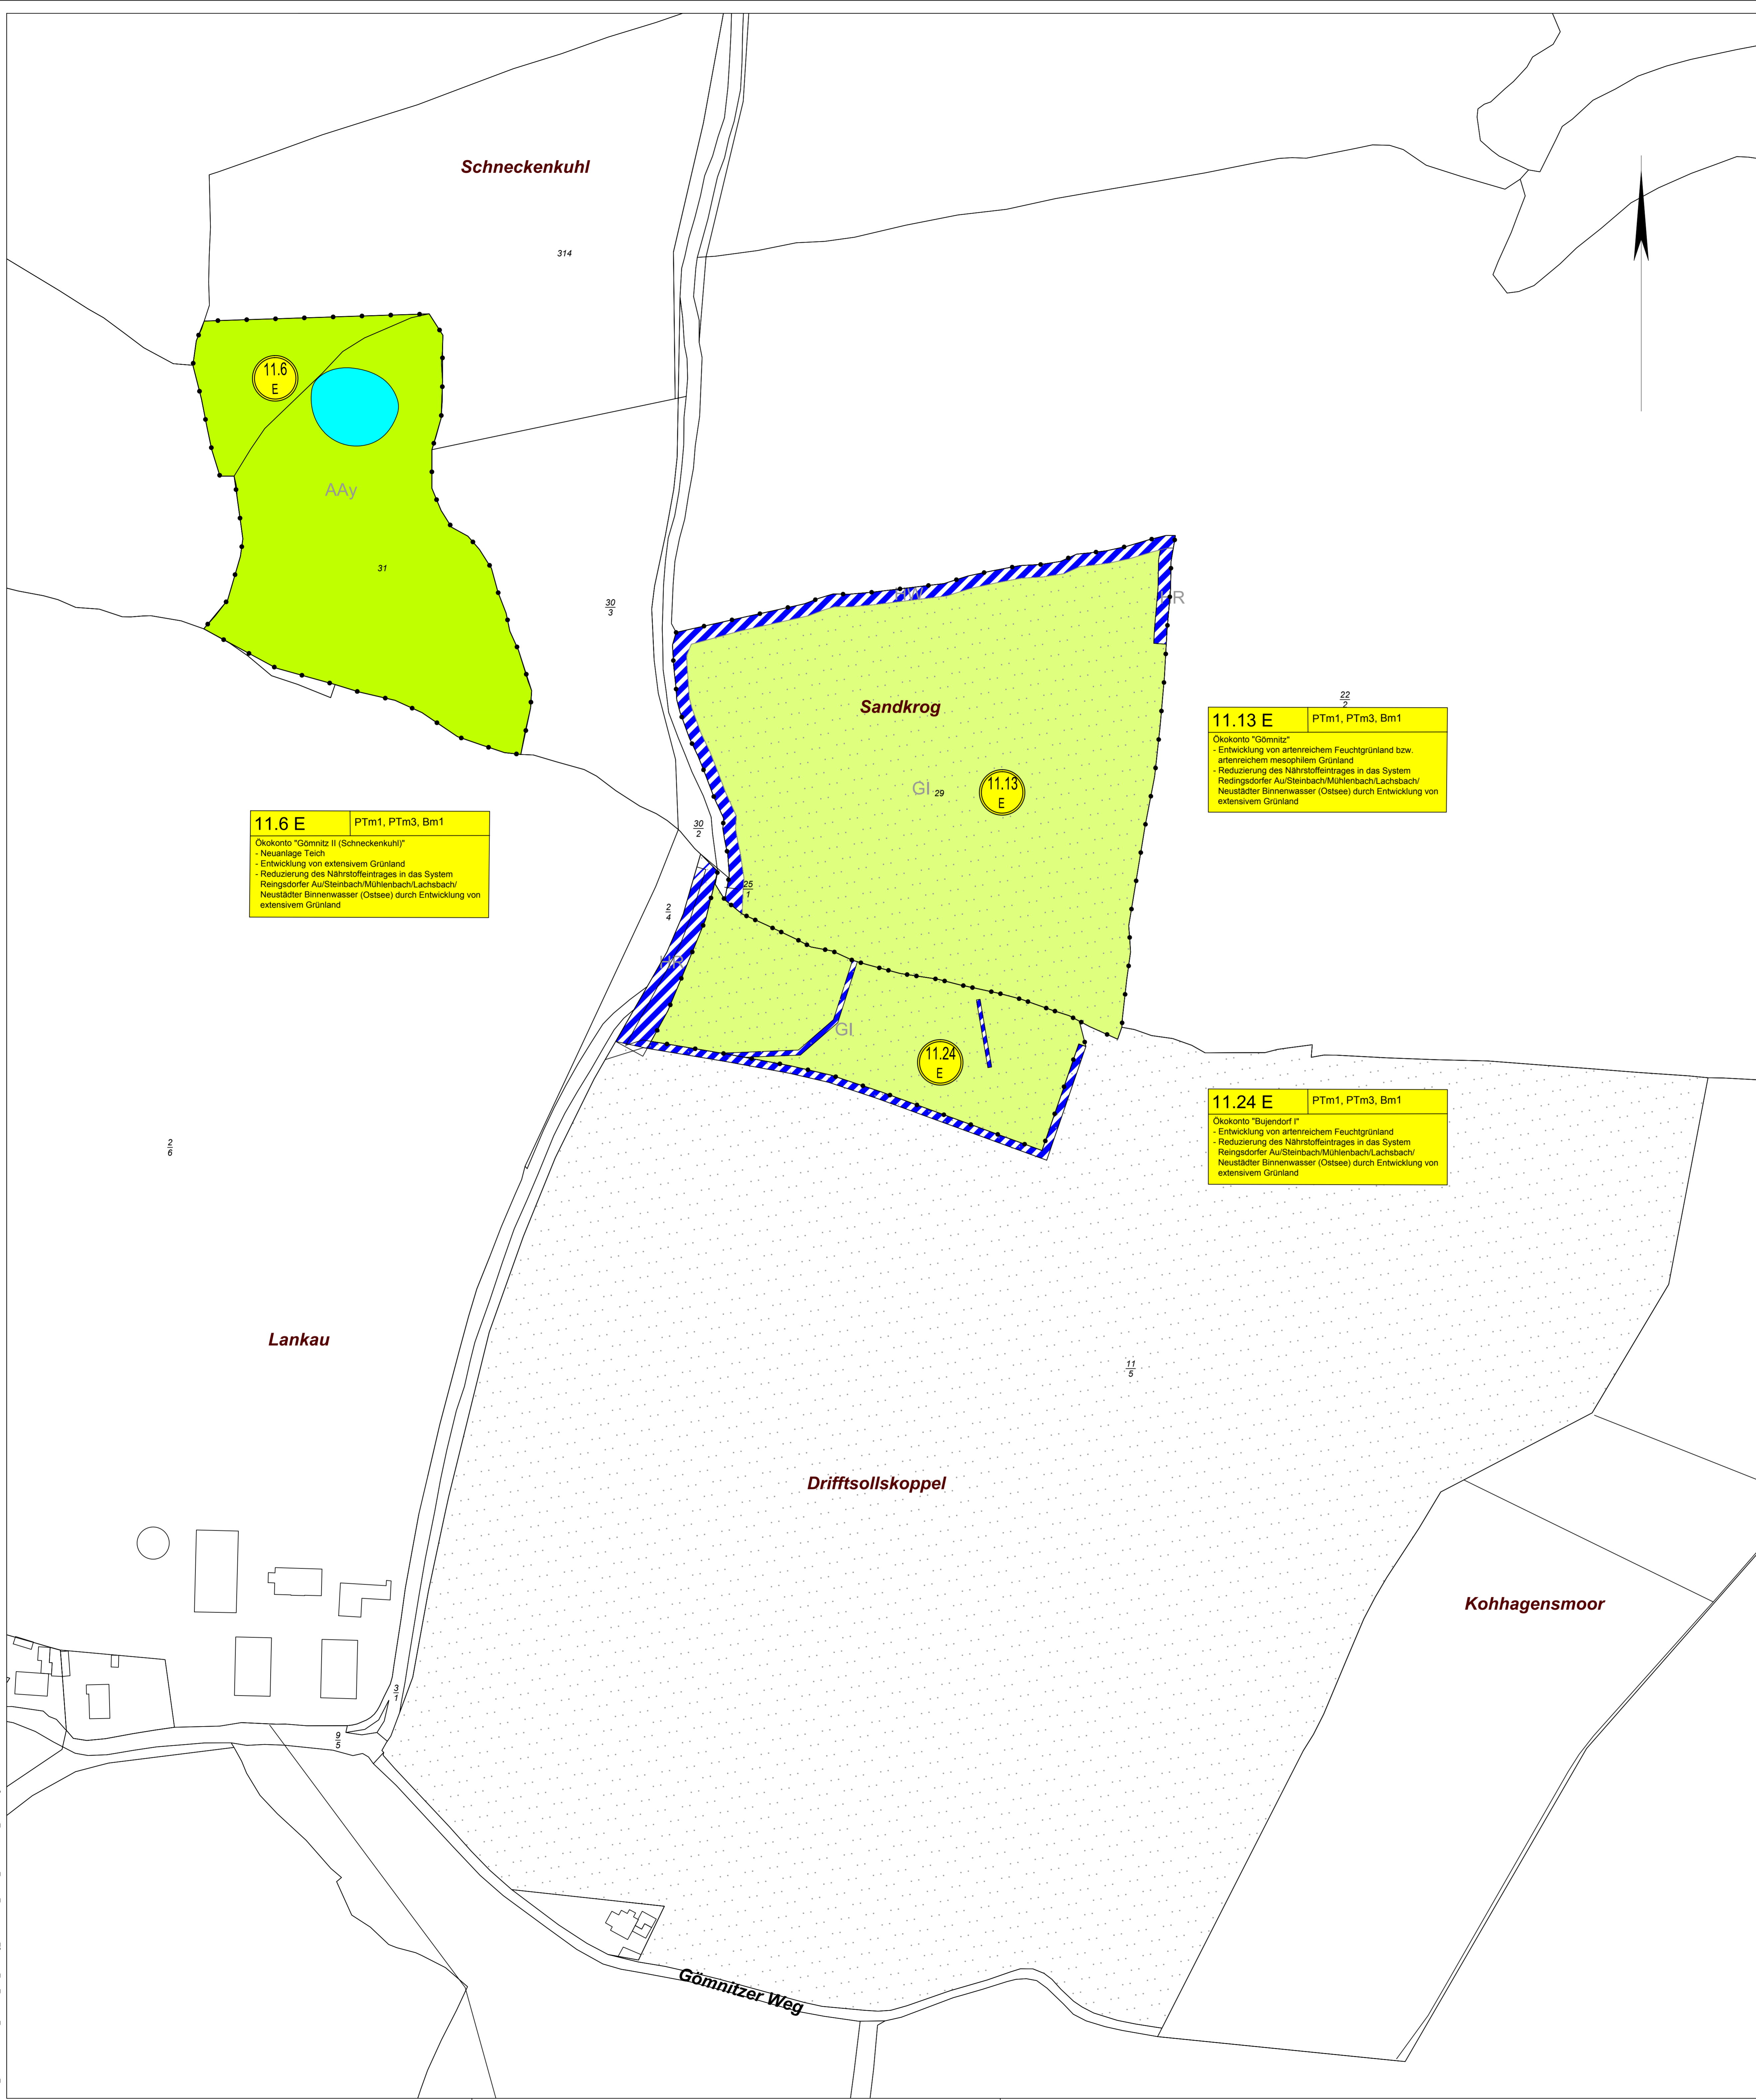 Schneckenkuhl
314
11.6
E
AAy
31
30
3
HW
HR
Sandkrog
22
2
11.13 E PTm1, PTm3, Bm1
Ökokonto "Gömnitz"
- Entwicklung von artenreichem Feuchtgrünland bzw.
artenreichem mesophilem Grünland
- Reduzierung des Nährstoffeintrages in das System
Redingsdorfer Au/Steinbach/Mühlenbach/Lachsbach/
Neustädter Binnenwasser (Ostsee) durch Entwicklung von
extensivem Grünland
GI 29
11.13
E
11.6 E PTm1, PTm3, Bm1
Ökokonto "Gömnitz II (Schneckenkuhl)"
- Neuanlage Teich
- Entwicklung von extensivem Grünland
- Reduzierung des Nährstoffeintrages in das System
Reingsdorfer Au/Steinbach/Mühlenbach/Lachsbach/
Neustädter Binnenwasser (Ostsee) durch Entwicklung von
extensivem Grünland
30
2
25
1
2
4
HR
GI
11.24
E
11.24 E PTm1, PTm3, Bm1
Ökokonto "Bujendorf I"
- Entwicklung von artenreichem Feuchtgrünland
- Reduzierung des Nährstoffeintrages in das System
Reingsdorfer Au/Steinbach/Mühlenbach/Lachsbach/
Neustädter Binnenwasser (Ostsee) durch Entwicklung von
extensivem Grünland
2
6
Lankau
11
5
Drifftsollskoppel
Kohhagensmoor
3
1
9
5
Gömnitzer Weg